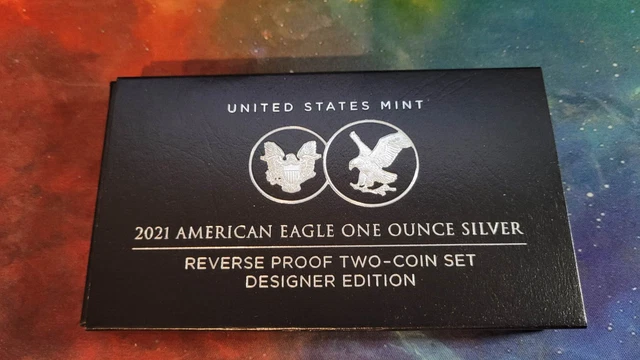 UNITED STATES MINT
2021 AMERICAN EAGLE ONE OUNCE SILVER
REVERSE PROOF TWO-COIN SET
DESIGNER EDITION